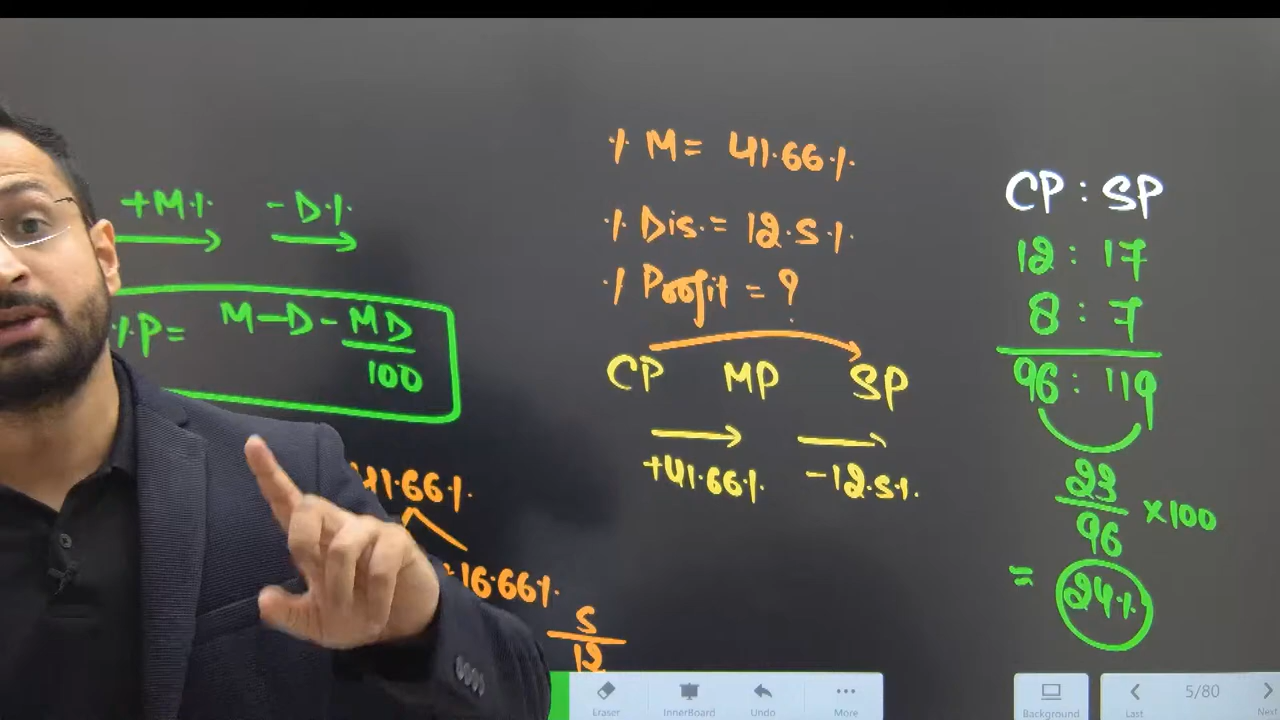 +M% -D%
%P = M-D-MD/100
41.66%
+16.66%
5/12
% M = 41.66%
% Dis. = 12.5%
% Profit = ?
CP MP SP
+41.66% -12.5%
CP : SP
12 : 17
8 : 7
96 : 119
23/96 ×100
= 24%
Eraser InnerBoard Undo More
Background Last 5/80 Next